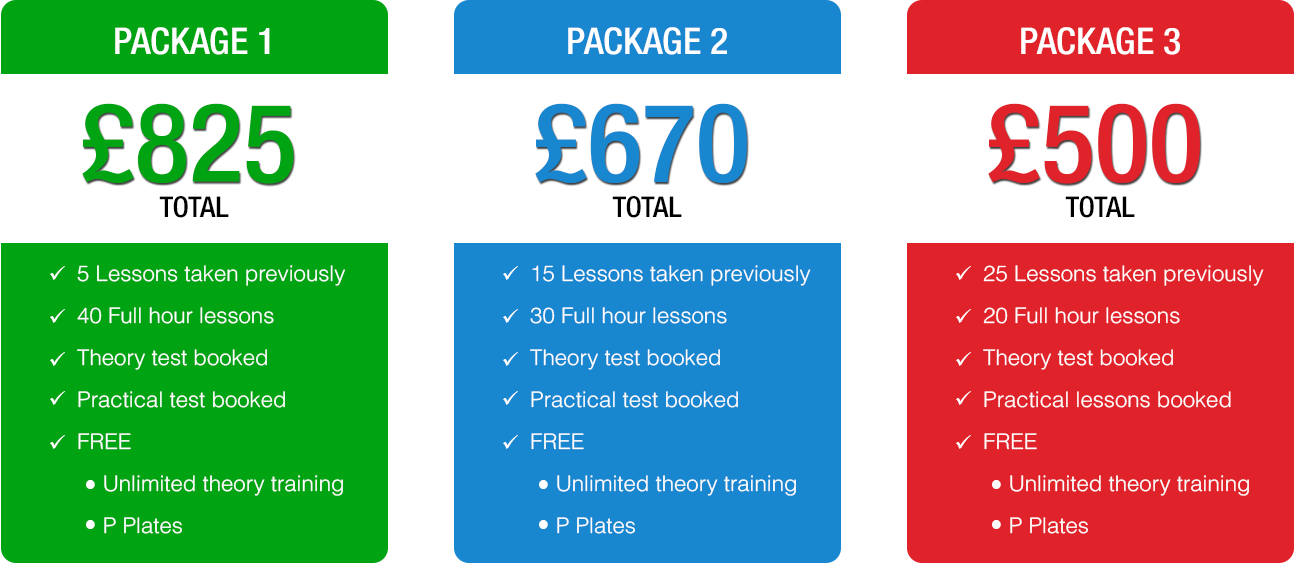 PACKAGE 1
£825
TOTAL
5 Lessons taken previously
40 Full hour lessons
Theory test booked
Practical test booked
FREE
Unlimited theory training
P Plates
PACKAGE 2
£670
TOTAL
15 Lessons taken previously
30 Full hour lessons
Theory test booked
Practical test booked
FREE
Unlimited theory training
P Plates
PACKAGE 3
£500
TOTAL
25 Lessons taken previously
20 Full hour lessons
Theory test booked
Practical lessons booked
FREE
Unlimited theory training
P Plates